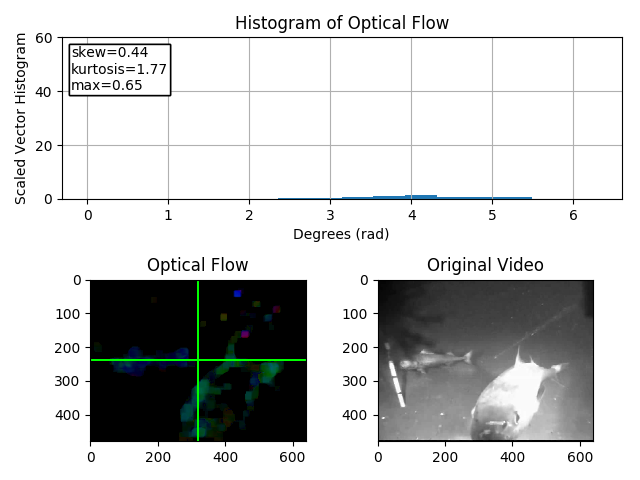 Histogram of Optical Flow
Scaled Vector Histogram
60
40
20
0
skew=0.44
kurtosis=1.77
max=0.65
0 1 2 3 4 5 6
Degrees (rad)
Optical Flow
0
100
200
300
400
0 200 400 600
Original Video
0
100
200
300
400
0 200 400 600